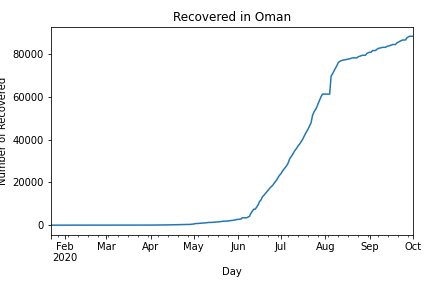 Recovered in Oman
Number of Recovered
80000
60000
40000
20000
0
Feb Mar Apr May Jun Jul Aug Sep Oct
2020
Day